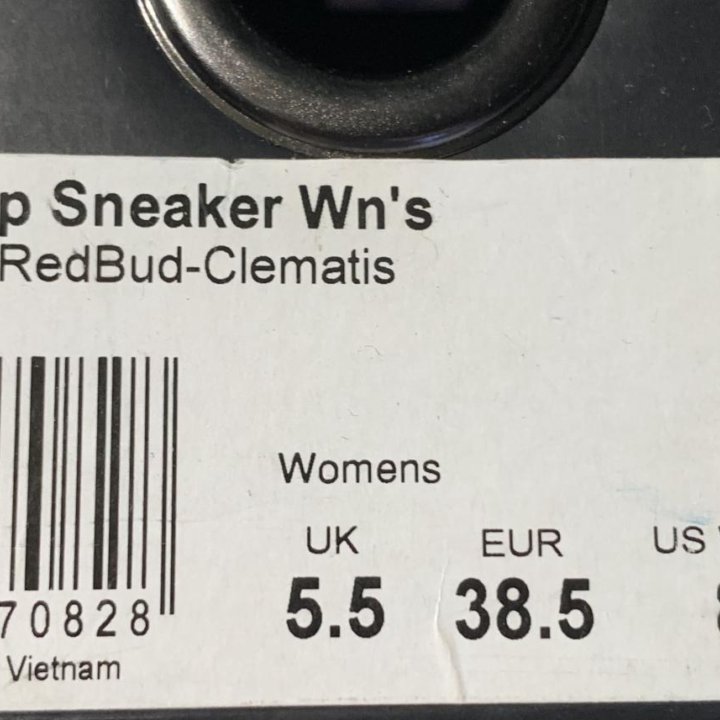 p Sneaker Wn's
RedBud-Clematis
Womens
UK EUR US
5.5 38.5
70828
Vietnam